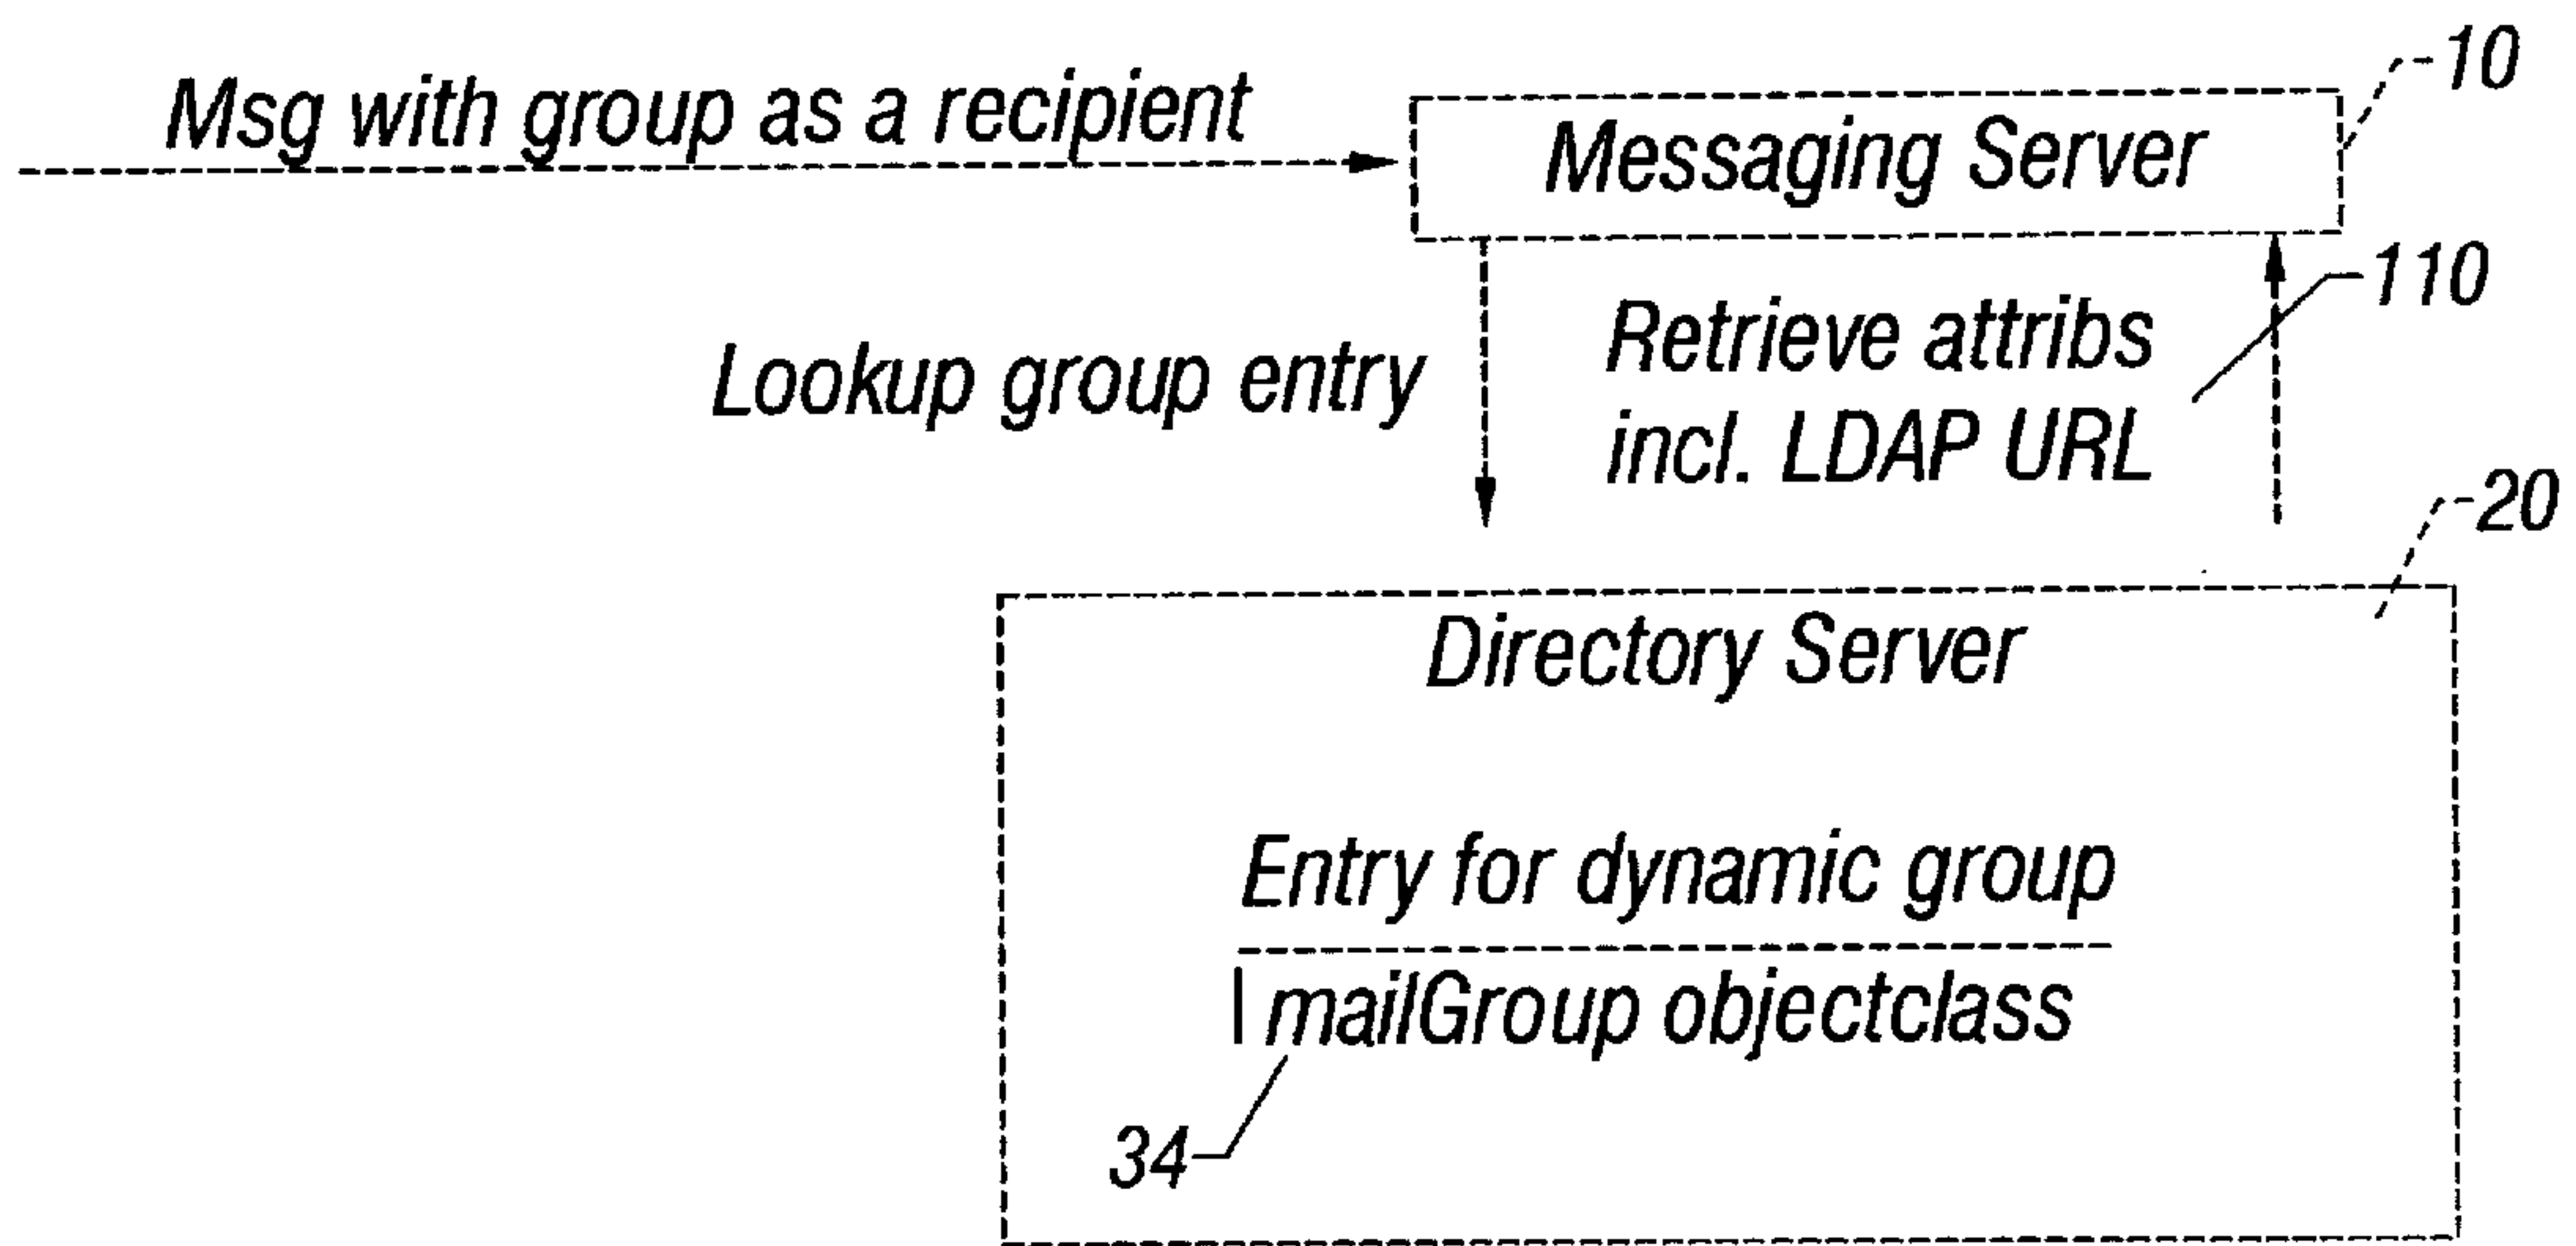 Msg with group as a recipient
Messaging Server
10
Lookup group entry
Retrieve attribs
incl. LDAP URL
110
20
Directory Server
Entry for dynamic group
mailGroup objectclass
34